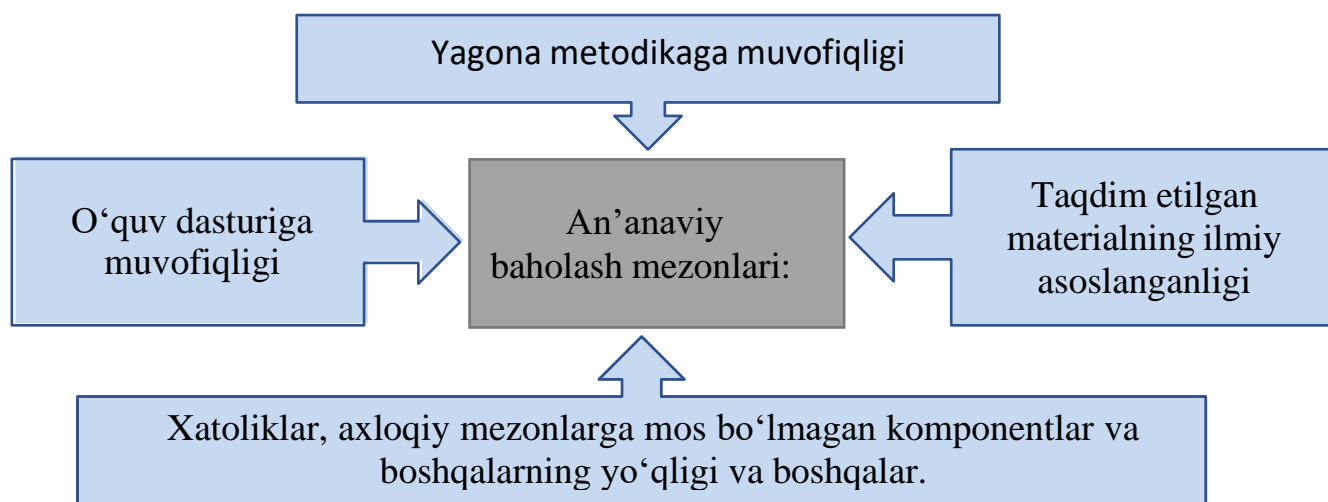 Yagona metodikaga muvofiqligi
O‘quv dasturiga
muvofiqligi
An’anaviy
baholash mezonlari:
Taqdim etilgan
materialning ilmiy
asoslanganligi
Xatoliklar, axloqiy mezonlarga mos bo‘lmagan komponentlar va
boshqalarning yo‘qligi va boshqalar.